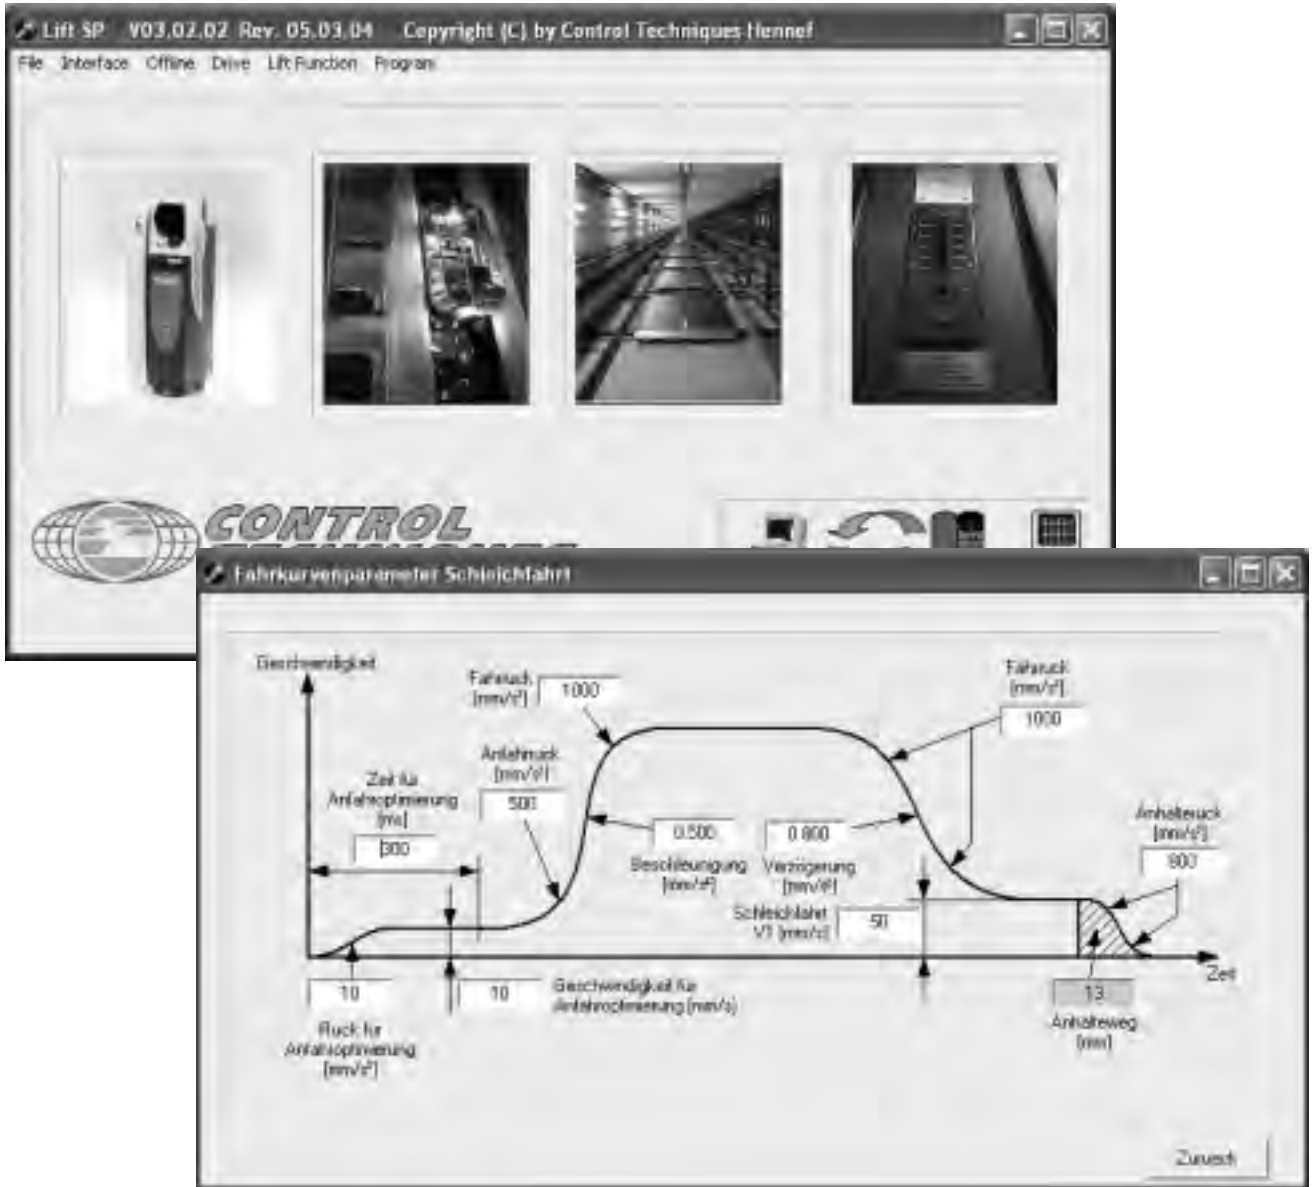 Lift SP V03.02.02 Rev. 05.03.04 Copyright (C) by Control Techniques Hennef
File Interface Offline Drive Lift Function Program
CONTROL
Fahrkurvenparameter Schleichfahrt
Geschwindigkeit
Fahrruck
[mm/s³]
1000
Fahrruck
[mm/s³]
1000
Anfahrruck
[mm/s³]
500
Zeit für
Anfahroptimierung
[ms]
300
0.500
Beschleunigung
[mm/s²]
0.800
Verzögerung
[mm/s²]
Anhalteruck
[mm/s³]
800
Schleichfahrt
V1 [mm/s]
50
Zeit
10
Ruck für
Anfahroptimierung
[mm/s³]
10
Geschwindigkeit für
Anfahroptimierung [mm/s]
13
Anhalteweg
[mm]
Zurueck